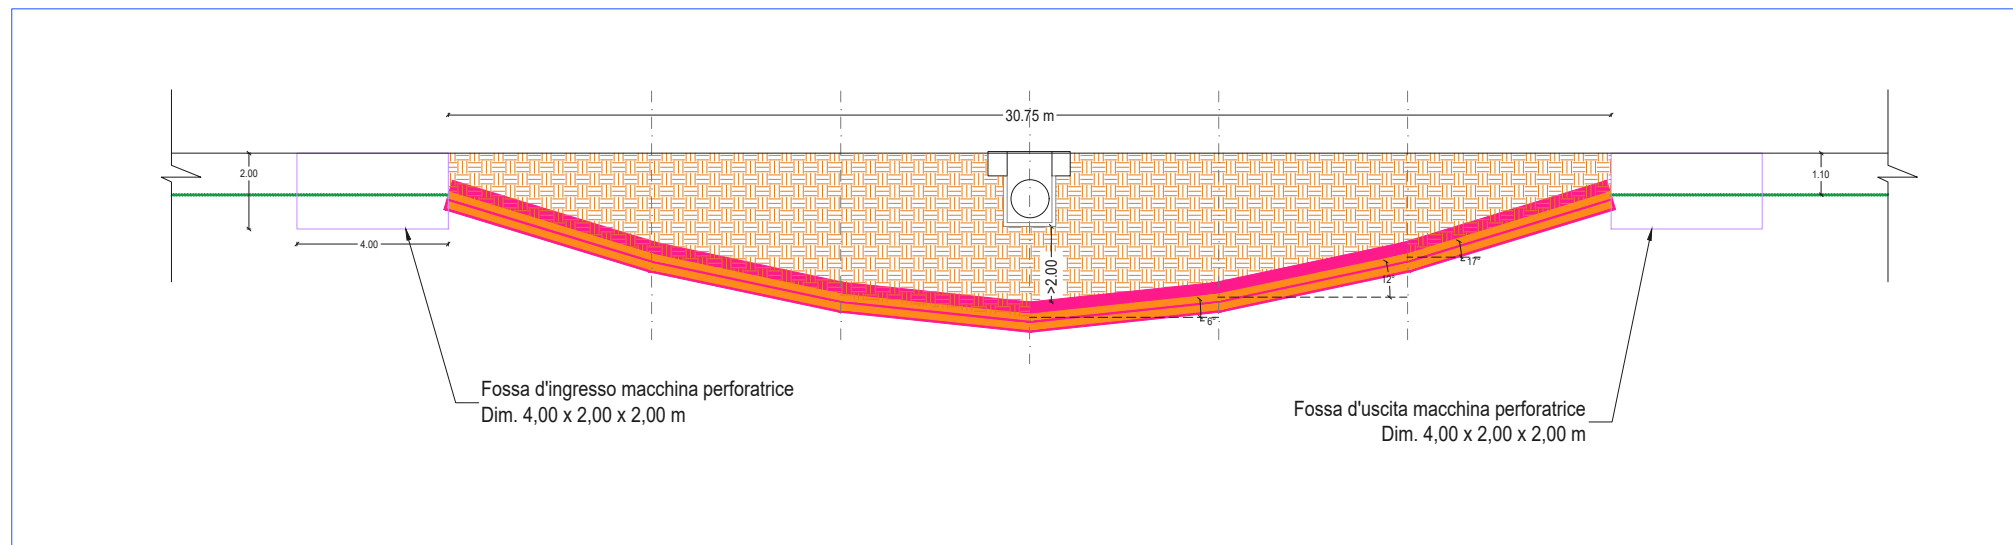 30.75 m
2.00
1.10
4.00
>2.00
17°
12°
6°
Fossa d'ingresso macchina perforatrice
Dim. 4,00 x 2,00 x 2,00 m
Fossa d'uscita macchina perforatrice
Dim. 4,00 x 2,00 x 2,00 m